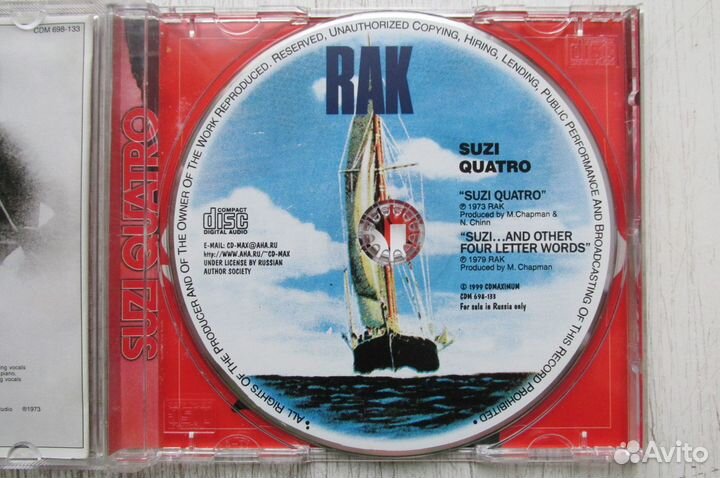 CDM 698-133
SUZI QUATRO
ALL RIGHTS OF THE PRODUCER AND OF THE OWNER OF THE WORK REPRODUCED. RESERVED, UNAUTHORIZED COPYING, HIRING, LENDING, PUBLIC PERFORMANCE AND BROADCASTING OF THIS RECORD PROHIBITED •
RAK
SUZI
QUATRO
"SUZI QUATRO"
℗ 1973 RAK
Produced by M.Chapman &
N. Chinn
"SUZI...AND OTHER
FOUR LETTER WORDS"
℗ 1979 RAK
Produced by M. Chapman
© 1999 CDMAXIMUM
CDM 698-133
For sale in Russia only
COMPACT
disc
DIGITAL AUDIO
E-MAIL: CD-MAX@AHA.RU
http://WWW.AHA.RU/~CD-MAX
UNDER LICENSE BY RUSSIAN
AUTHOR SOCIETY
vocals
piano,
vocals
℗1973
Avito